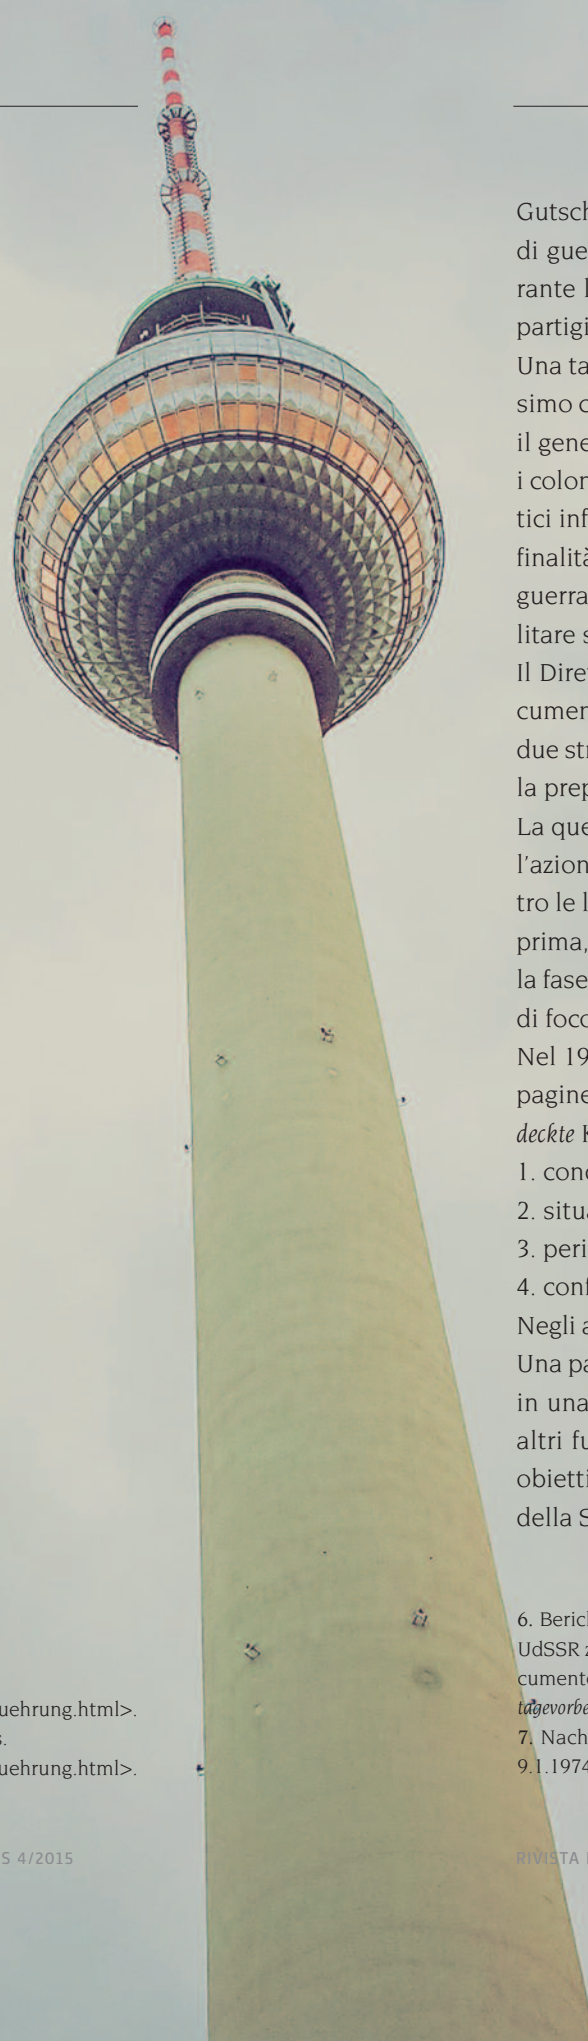 uehrung.html>.
s.
uehrung.html>.
S 4/2015
Gutsch
di gue
rante l
partigi
Una ta
simo c
il gene
i colon
tici inf
finalità
guerra
litare s
Il Dire
cumen
due str
la prep
La que
l'azion
tro le l
prima,
la fase
di foco
Nel 19
pagine
deckte K
1. cond
2. situa
3. peri
4. conf
Negli a
Una pa
in una
altri fu
obietti
della S
6. Beric
UdSSR z
cumento
tagevorbe
7. Nach
9.1.1974
RIVISTA I